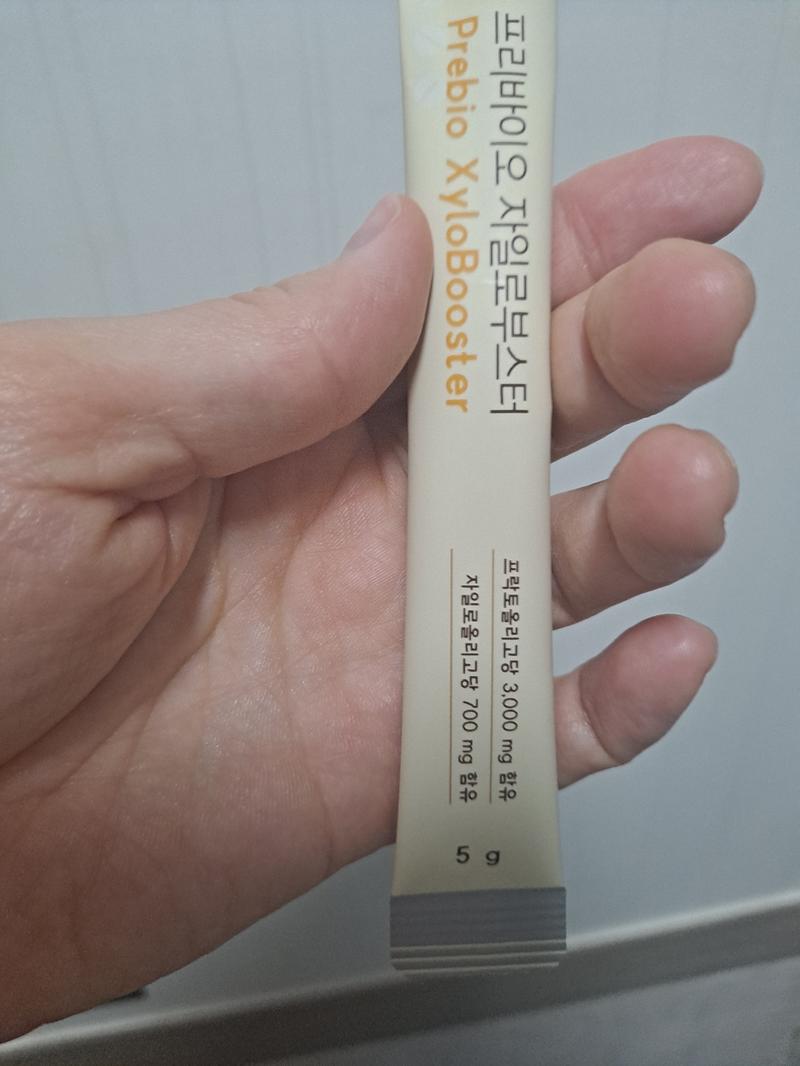 프리바이오 자일로부스터
Prebio XyloBooster
프락토올리고당 3,000 mg 함유
자일로올리고당 700 mg 함유
5 g